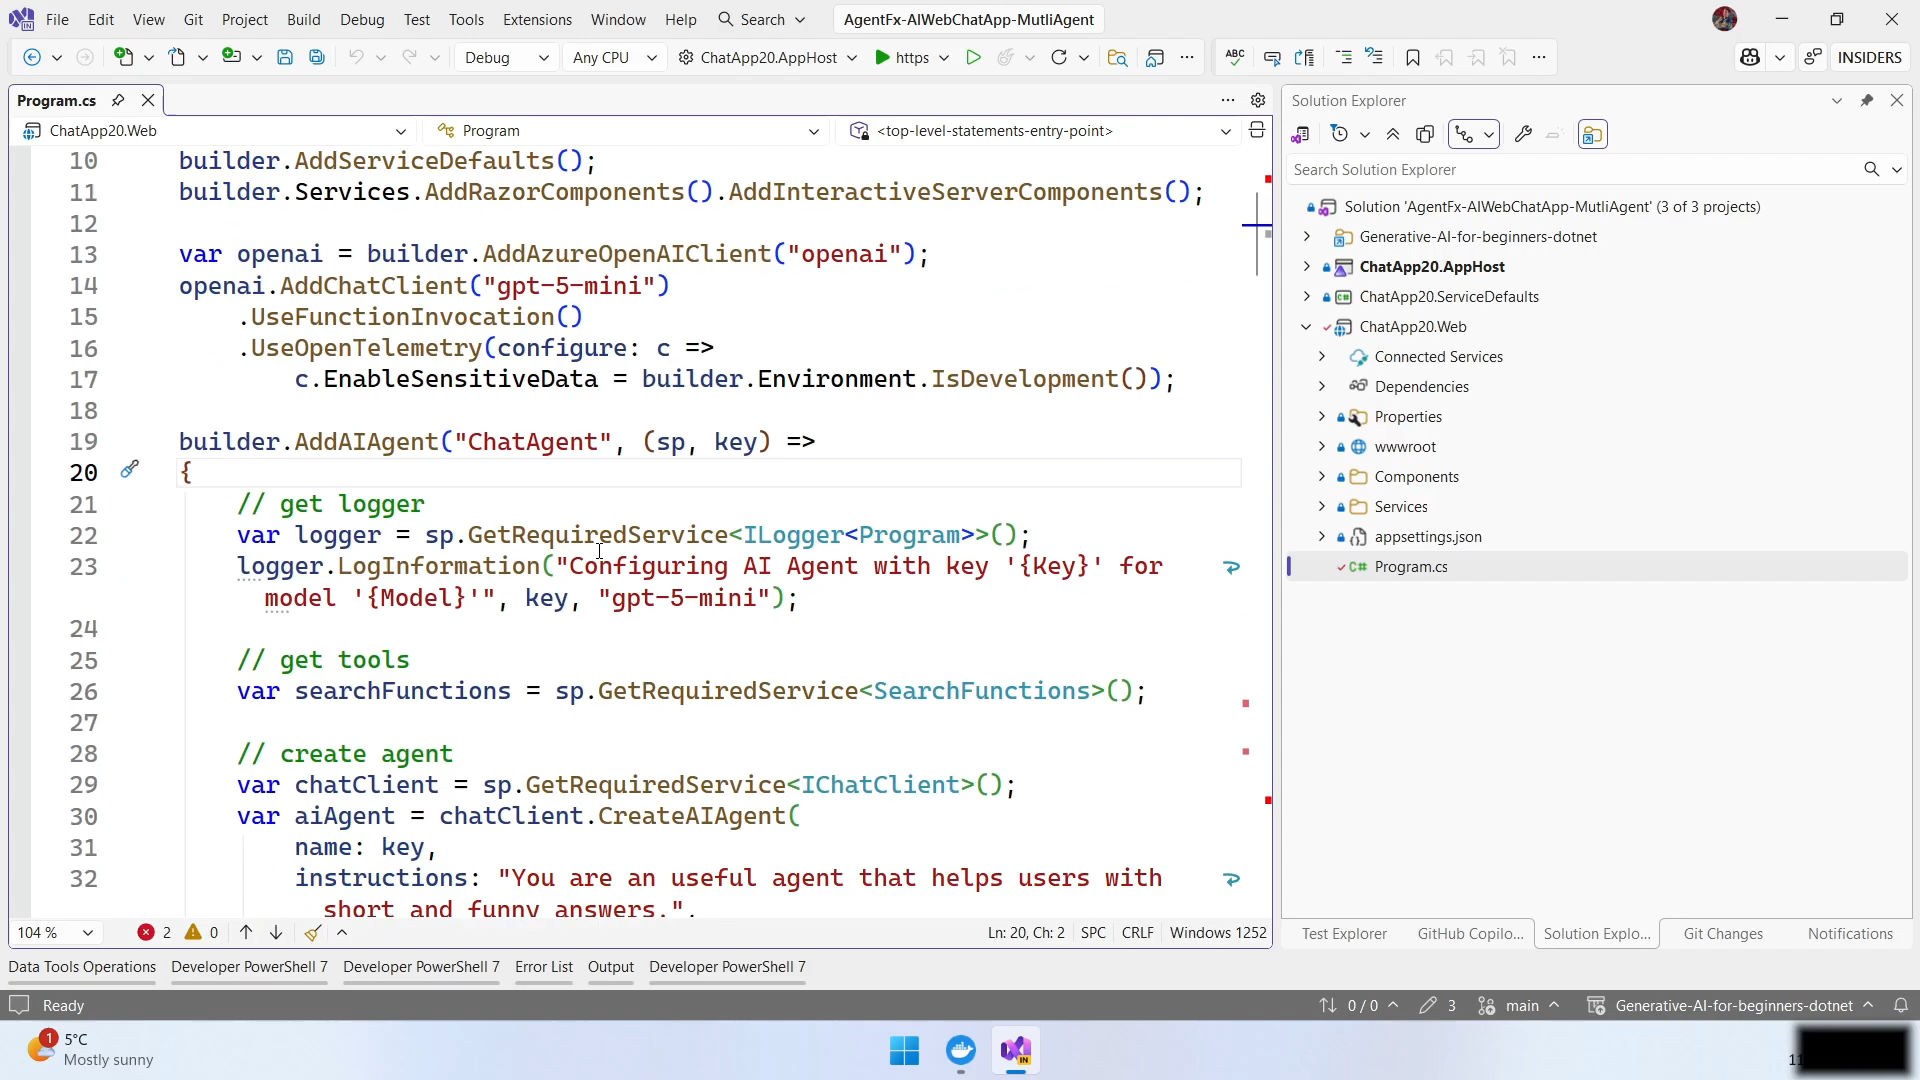 File Edit View Git Project Build Debug Test Tools Extensions Window Help Search AgentFx-AIWebChatApp-MutliAgent
Debug Any CPU ChatApp20.AppHost https ABC INSIDERS
Program.cs
ChatApp20.Web Program <top-level-statements-entry-point>
10 builder.AddServiceDefaults();
11 builder.Services.AddRazorComponents().AddInteractiveServerComponents();
12
13 var openai = builder.AddAzureOpenAIClient("openai");
14 openai.AddChatClient("gpt-5-mini")
15 .UseFunctionInvocation()
16 .UseOpenTelemetry(configure: c =>
17 c.EnableSensitiveData = builder.Environment.IsDevelopment());
18
19 builder.AddAIAgent("ChatAgent", (sp, key) =>
20 {
21 // get logger
22 var logger = sp.GetRequiredService<ILogger<Program>>();
23 logger.LogInformation("Configuring AI Agent with key '{Key}' for
model '{Model}'", key, "gpt-5-mini");
24
25 // get tools
26 var searchFunctions = sp.GetRequiredService<SearchFunctions>();
27
28 // create agent
29 var chatClient = sp.GetRequiredService<IChatClient>();
30 var aiAgent = chatClient.CreateAIAgent(
31 name: key,
32 instructions: "You are an useful agent that helps users with
short and funny answers.",
104 % 2 0 Ln: 20, Ch: 2 SPC CRLF Windows 1252
Solution Explorer
Search Solution Explorer
Solution 'AgentFx-AIWebChatApp-MutliAgent' (3 of 3 projects)
Generative-AI-for-beginners-dotnet
ChatApp20.AppHost
ChatApp20.ServiceDefaults
ChatApp20.Web
Connected Services
Dependencies
Properties
wwwroot
Components
Services
appsettings.json
C# Program.cs
Test Explorer GitHub Copilo... Solution Explo... Git Changes Notifications
Data Tools Operations Developer PowerShell 7 Developer PowerShell 7 Error List Output Developer PowerShell 7
Ready 0 / 0 3 main Generative-AI-for-beginners-dotnet
1 5°C
Mostly sunny
IN